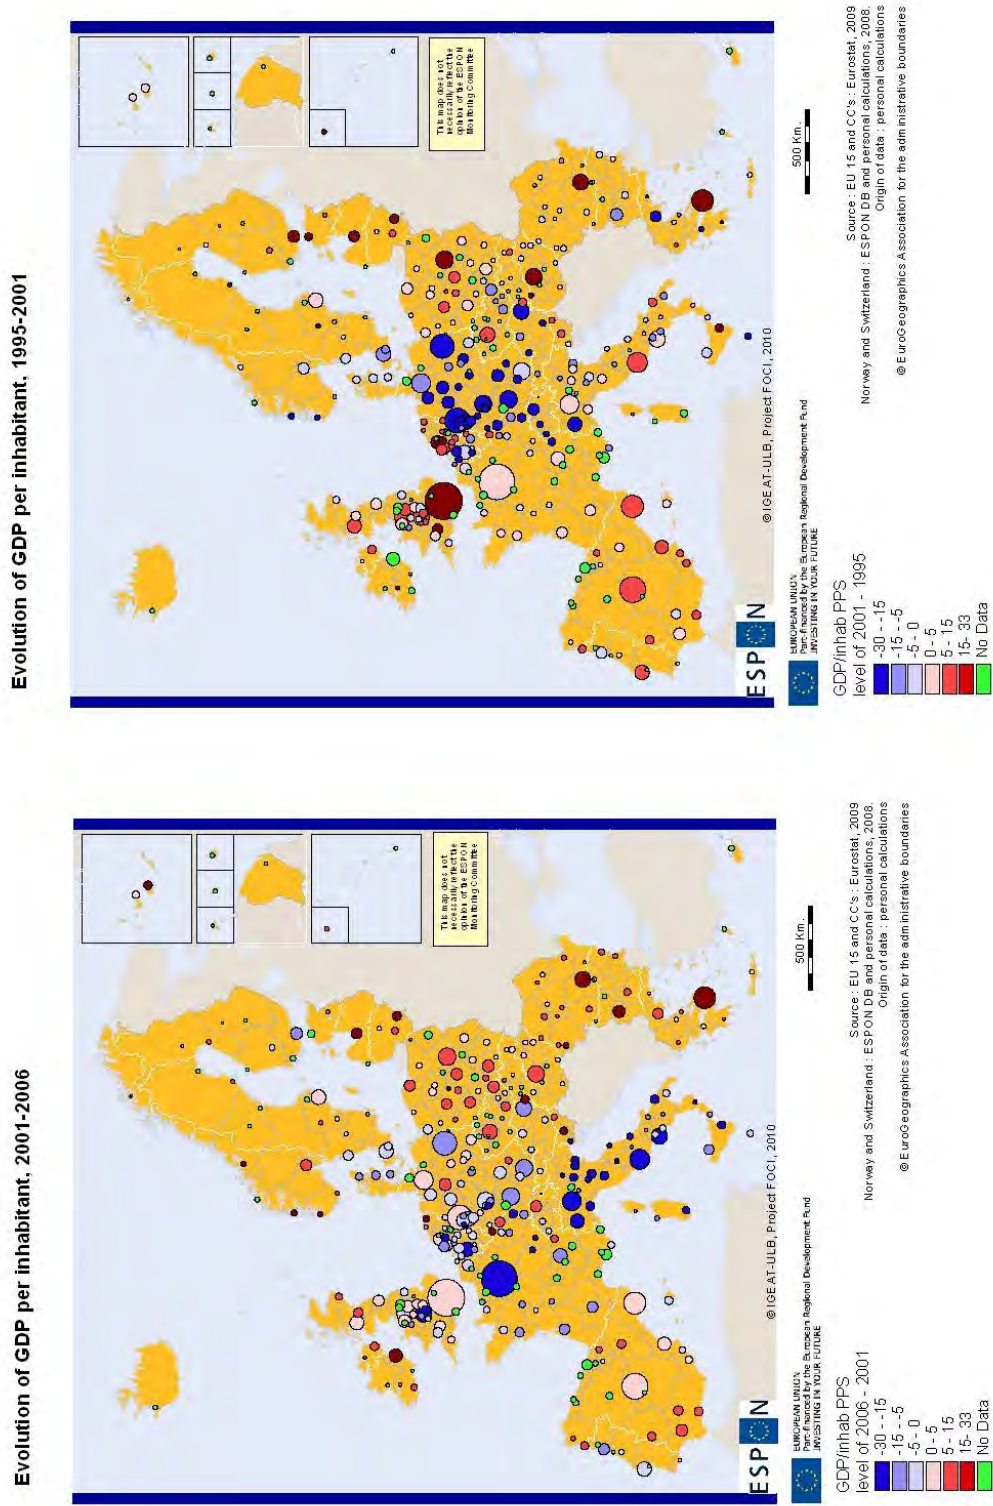 Evolution of GDP per inhabitant, 1995-2001
This map does not
necessarily reflect the
opinion of the ESPON
Monitoring Committee
500 Km.
© IGEAT-ULB, Project FOCI, 2010
ESPON
EUROPEAN UNION
Part-financed by the European Regional Development Fund
INVESTING IN YOUR FUTURE
GDP/inhab PPS
level of 2001 - 1995
-30 - -15
-15 - -5
-5 - 0
0 - 5
5 - 15
15- 33
No Data
Source : EU 15 and CC's : Eurostat, 2009
Norway and Switzerland : ESPON DB and personal calculations, 2008.
Origin of data : personal calculations
© EuroGeographics Association for the administrative boundaries
Evolution of GDP per inhabitant, 2001-2006
This map does not
necessarily reflect the
opinion of the ESPON
Monitoring Committee
500 Km.
© IGEAT-ULB, Project FOCI, 2010
ESPON
EUROPEAN UNION
Part-financed by the European Regional Development Fund
INVESTING IN YOUR FUTURE
GDP/inhab PPS
level of 2006 - 2001
-30 - -15
-15 - -5
-5 - 0
0 - 5
5 - 15
15- 33
No Data
Source : EU 15 and CC's : Eurostat, 2009
Norway and Switzerland : ESPON DB and personal calculations, 2008.
Origin of data : personal calculations
© EuroGeographics Association for the administrative boundaries